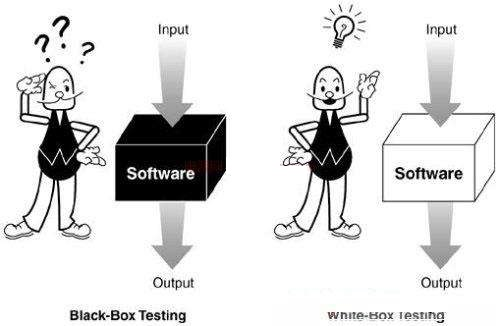 ? ? ?
Input
Software
Output
Black-Box Testing
Input
Software
Output
White-Box Testing